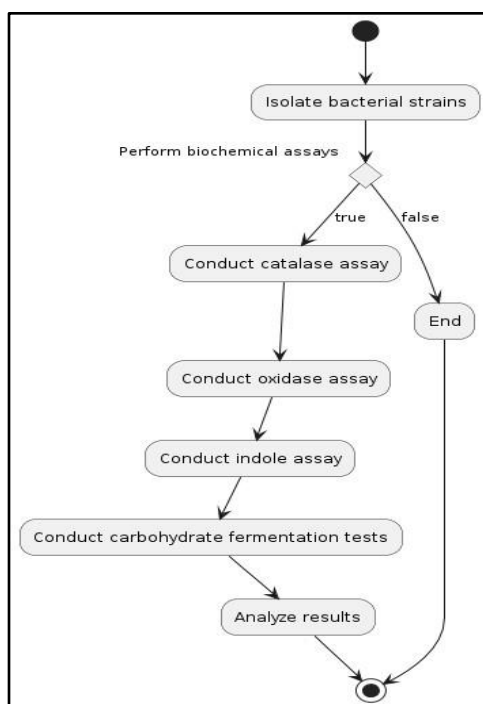 Isolate bacterial strains
Perform biochemical assays
true
false
Conduct catalase assay
End
Conduct oxidase assay
Conduct indole assay
Conduct carbohydrate fermentation tests
Analyze results